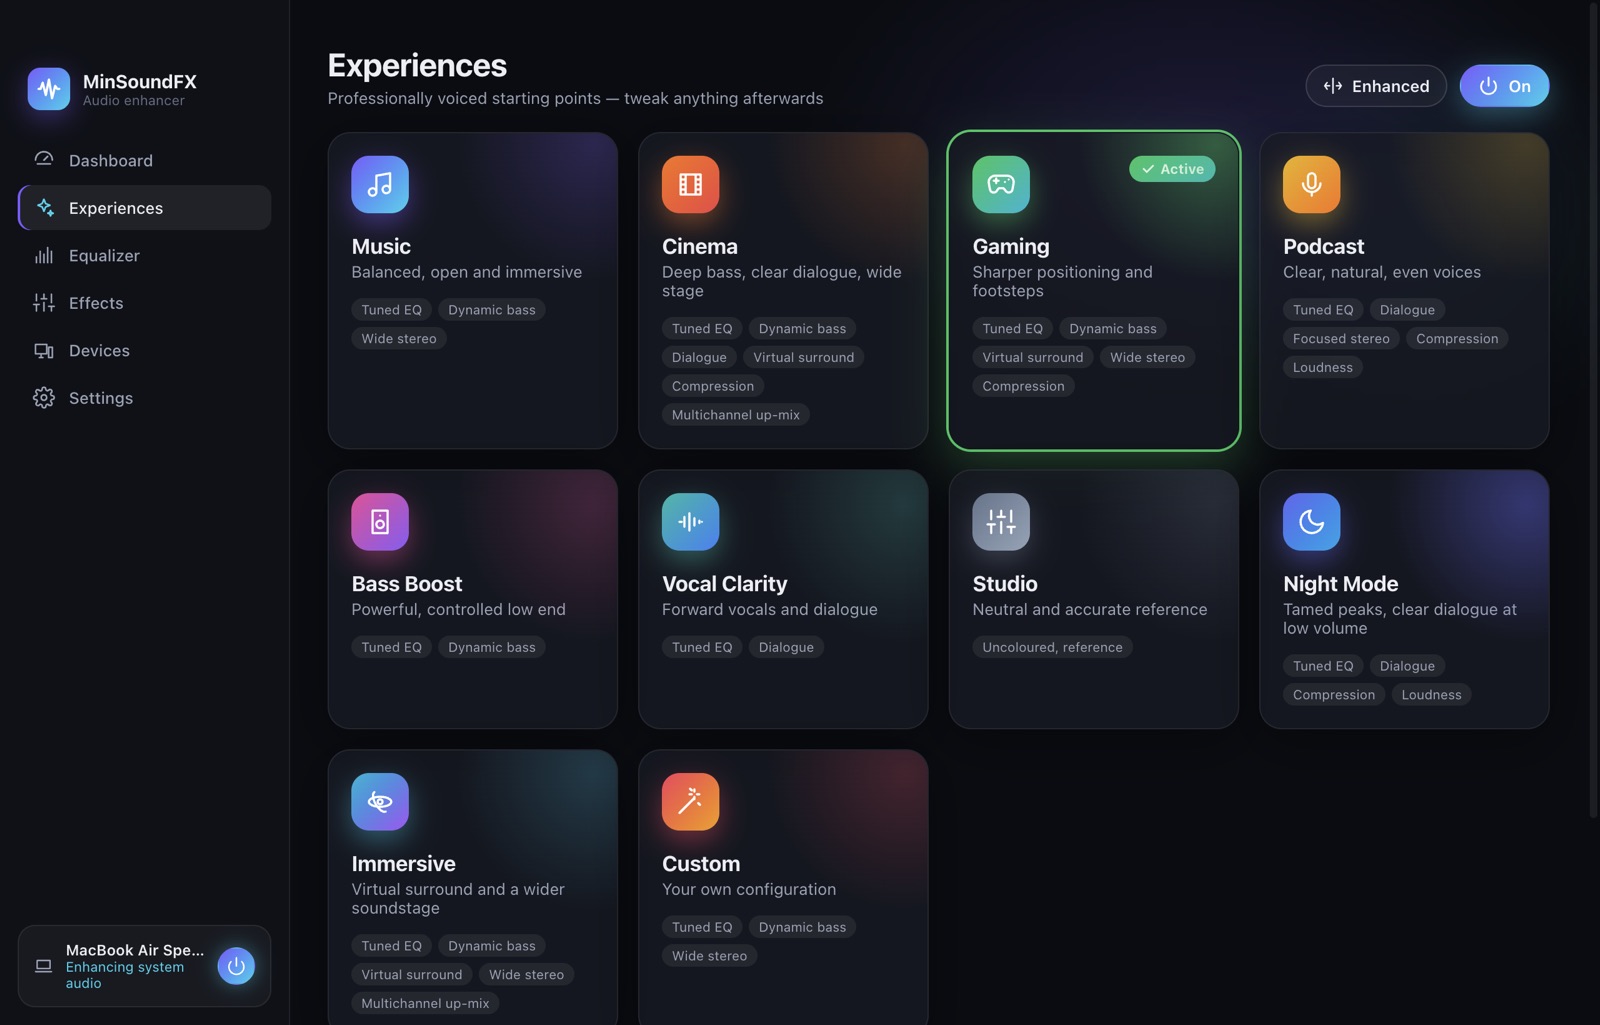 MinSoundFX
Audio enhancer
Dashboard
Experiences
Equalizer
Effects
Devices
Settings
MacBook Air Spe...
Enhancing system
audio
Experiences
Professionally voiced starting points — tweak anything afterwards
Enhanced
On
Music
Balanced, open and immersive
Tuned EQ
Dynamic bass
Wide stereo
Cinema
Deep bass, clear dialogue, wide
stage
Tuned EQ
Dynamic bass
Dialogue
Virtual surround
Compression
Multichannel up-mix
Active
Gaming
Sharper positioning and
footsteps
Tuned EQ
Dynamic bass
Virtual surround
Wide stereo
Compression
Podcast
Clear, natural, even voices
Tuned EQ
Dialogue
Focused stereo
Compression
Loudness
Bass Boost
Powerful, controlled low end
Tuned EQ
Dynamic bass
Vocal Clarity
Forward vocals and dialogue
Tuned EQ
Dialogue
Studio
Neutral and accurate reference
Uncoloured, reference
Night Mode
Tamed peaks, clear dialogue at
low volume
Tuned EQ
Dialogue
Compression
Loudness
Immersive
Virtual surround and a wider
soundstage
Tuned EQ
Dynamic bass
Virtual surround
Wide stereo
Multichannel up-mix
Custom
Your own configuration
Tuned EQ
Dynamic bass
Wide stereo